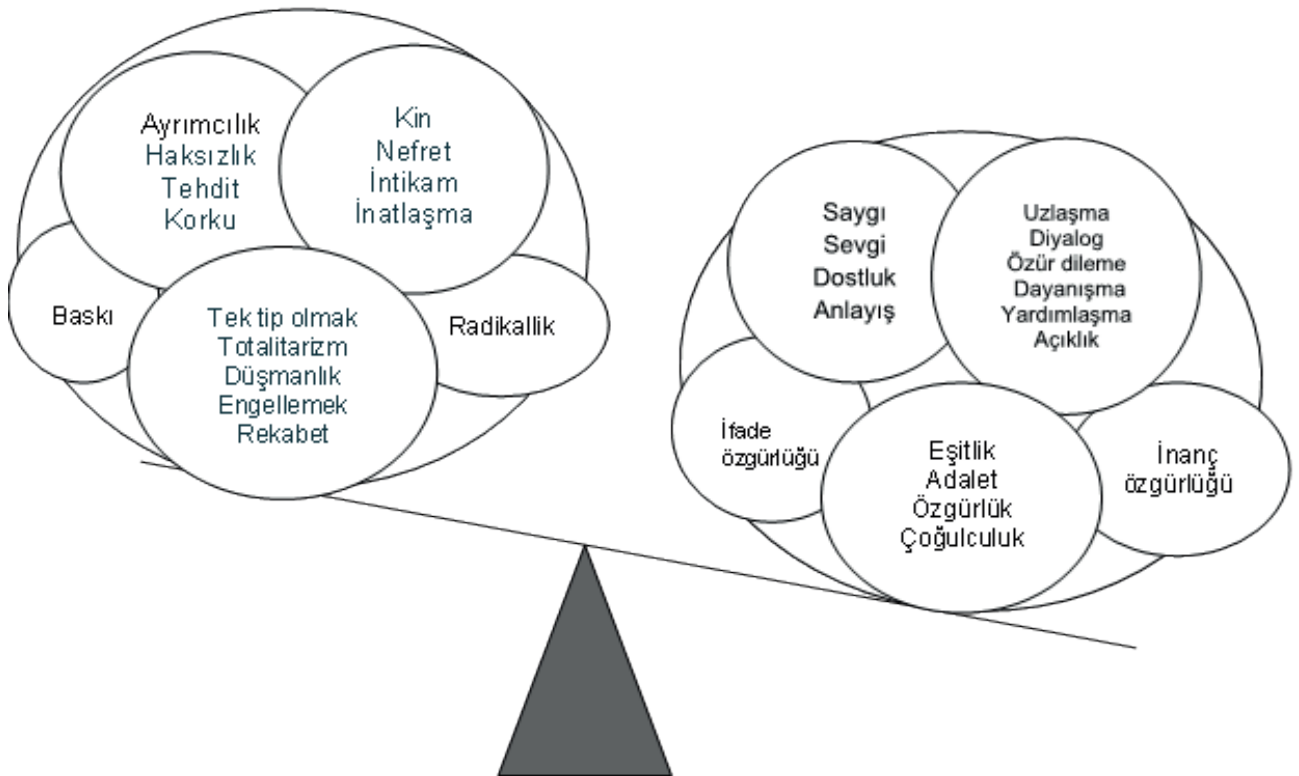 Ayrımcılık
Haksızlık
Tehdit
Korku
Kin
Nefret
İntikam
İnatlaşma
Baskı
Tek tip olmak
Totalitarizm
Düşmanlık
Engellemek
Rekabet
Radikallik
Saygı
Sevgi
Dostluk
Anlayış
Uzlaşma
Diyalog
Özür dileme
Dayanışma
Yardımlaşma
Açıklık
İfade
özgürlüğü
Eşitlik
Adalet
Özgürlük
Çoğulculuk
İnanç
özgürlüğü